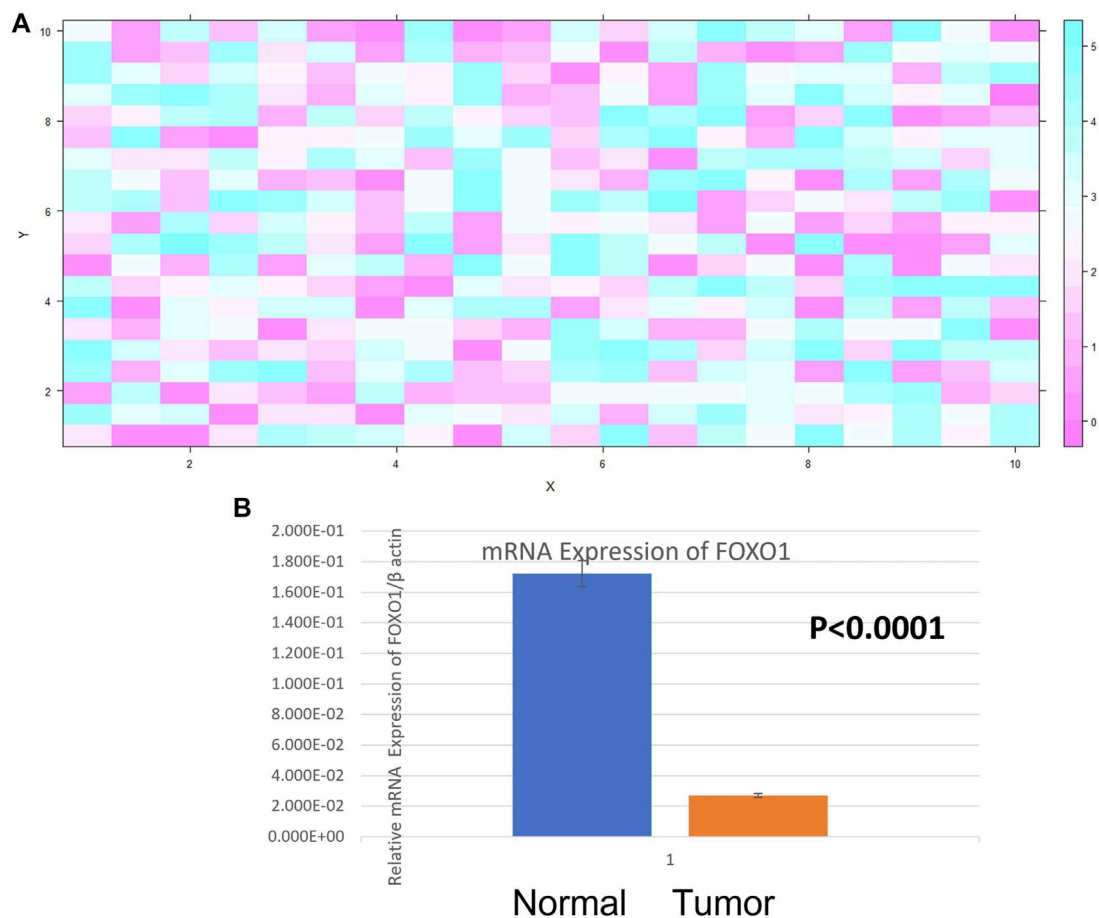 A
10
8
6
4
2
Y
2
4
6
8
10
X
5
4
3
2
1
0
B
mRNA Expression of FOXO1
Relative mRNA Expression of FOXO1/β actin
2.000E-01
1.800E-01
1.600E-01
1.400E-01
1.200E-01
1.000E-01
8.000E-02
6.000E-02
4.000E-02
2.000E-02
0.000E+00
P<0.0001
1
Normal Tumor